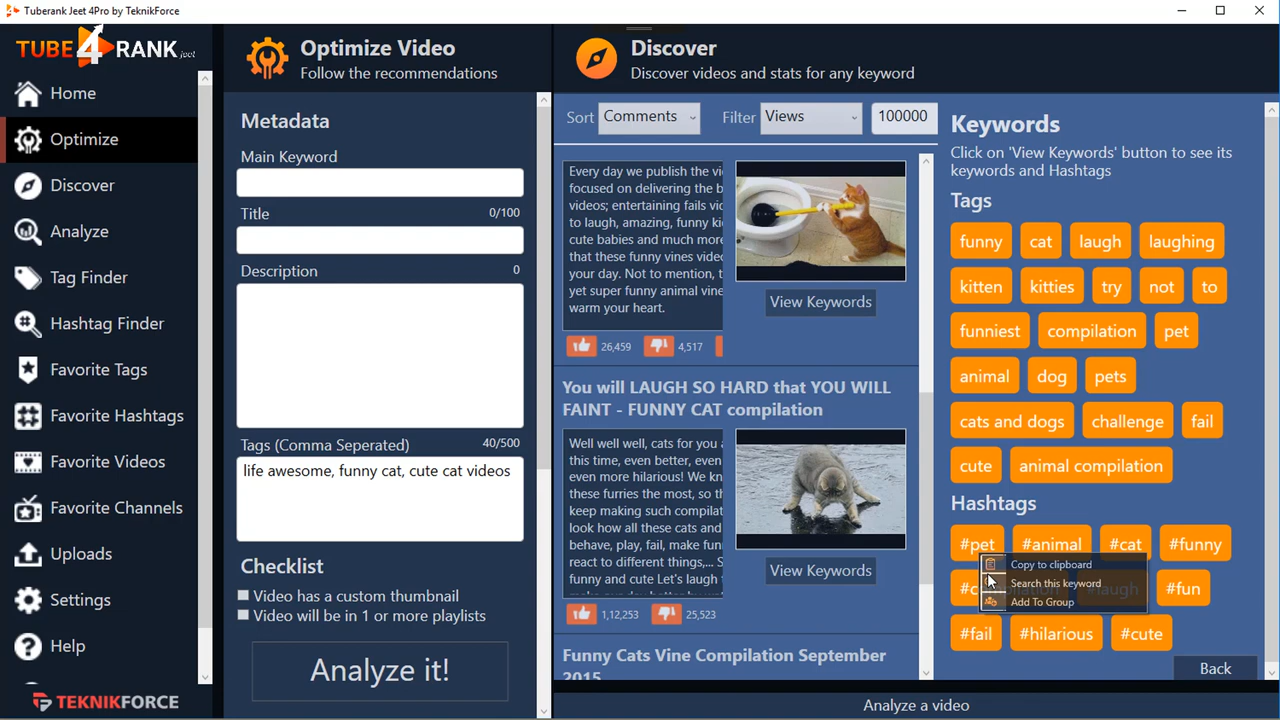 Tuberank Jeet 4Pro by TeknikForce
TUBE 4 RANK jeet
Home
Optimize
Discover
Analyze
Tag Finder
Hashtag Finder
Favorite Tags
Favorite Hashtags
Favorite Videos
Favorite Channels
Uploads
Settings
Help
TEKNIKFORCE
Optimize Video
Follow the recommendations
Metadata
Main Keyword
Title 0/100
Description 0
Tags (Comma Seperated) 40/500
life awesome, funny cat, cute cat videos
Checklist
Video has a custom thumbnail
Video will be in 1 or more playlists
Analyze it!
Discover
Discover videos and stats for any keyword
Sort Comments Filter Views 100000
Every day we publish the vi
focused on delivering the b
videos; entertaining fails vid
to laugh, amazing, funny ki
cute babies and much more
that these funny vines video
your day. Not to mention, t
yet super funny animal vine
warm your heart.
View Keywords
26,459 4,517
You will LAUGH SO HARD that YOU WILL
FAINT - FUNNY CAT compilation
Well well well, cats for you a
this time, even better, even
even more hilarious! We kn
these furries the most, so th
keep making such compilat
look how all these cats and
behave, play, fail, make fun
react to different things,... S
funny and cute Let's laugh
View Keywords
1,12,253 25,523
Funny Cats Vine Compilation September
2015
Keywords
Click on 'View Keywords' button to see its
keywords and Hashtags
Tags
funny cat laugh laughing
kitten kitties try not to
funniest compilation pet
animal dog pets
cats and dogs challenge fail
cute animal compilation
Hashtags
#pet #animal #cat #funny
Copy to clipboard
Search this keyword
Add To Group
#fun
#fail #hilarious #cute
Back
Analyze a video